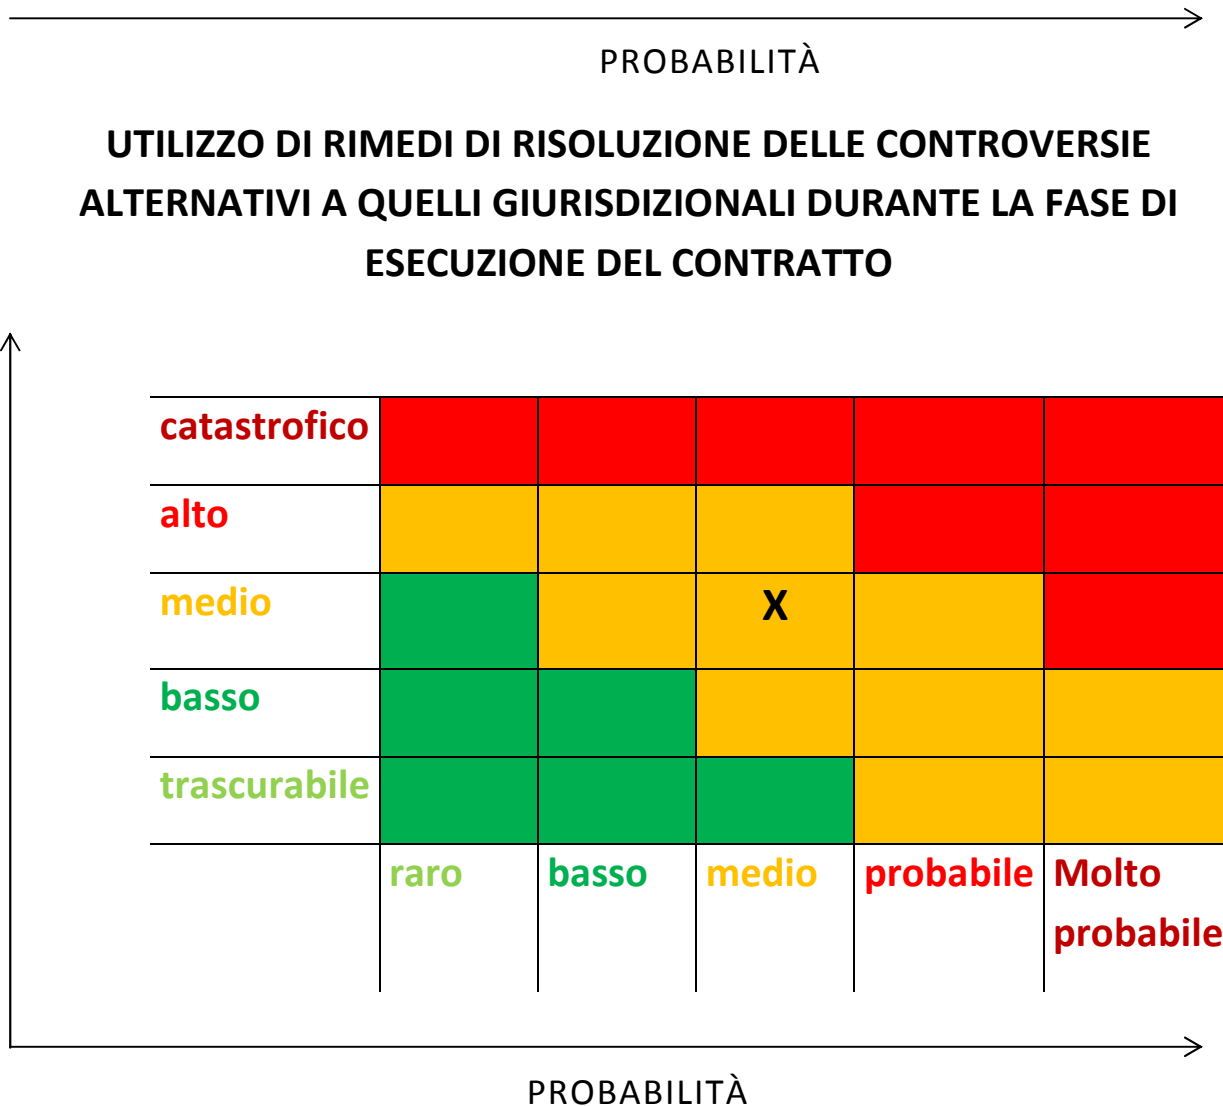 PROBABILITÀ
UTILIZZO DI RIMEDI DI RISOLUZIONE DELLE CONTROVERSIE
ALTERNATIVI A QUELLI GIURISDIZIONALI DURANTE LA FASE DI
ESECUZIONE DEL CONTRATTO
catastrofico
alto
medio X
basso
trascurabile
raro basso medio probabile Molto
probabile
PROBABILITÀ